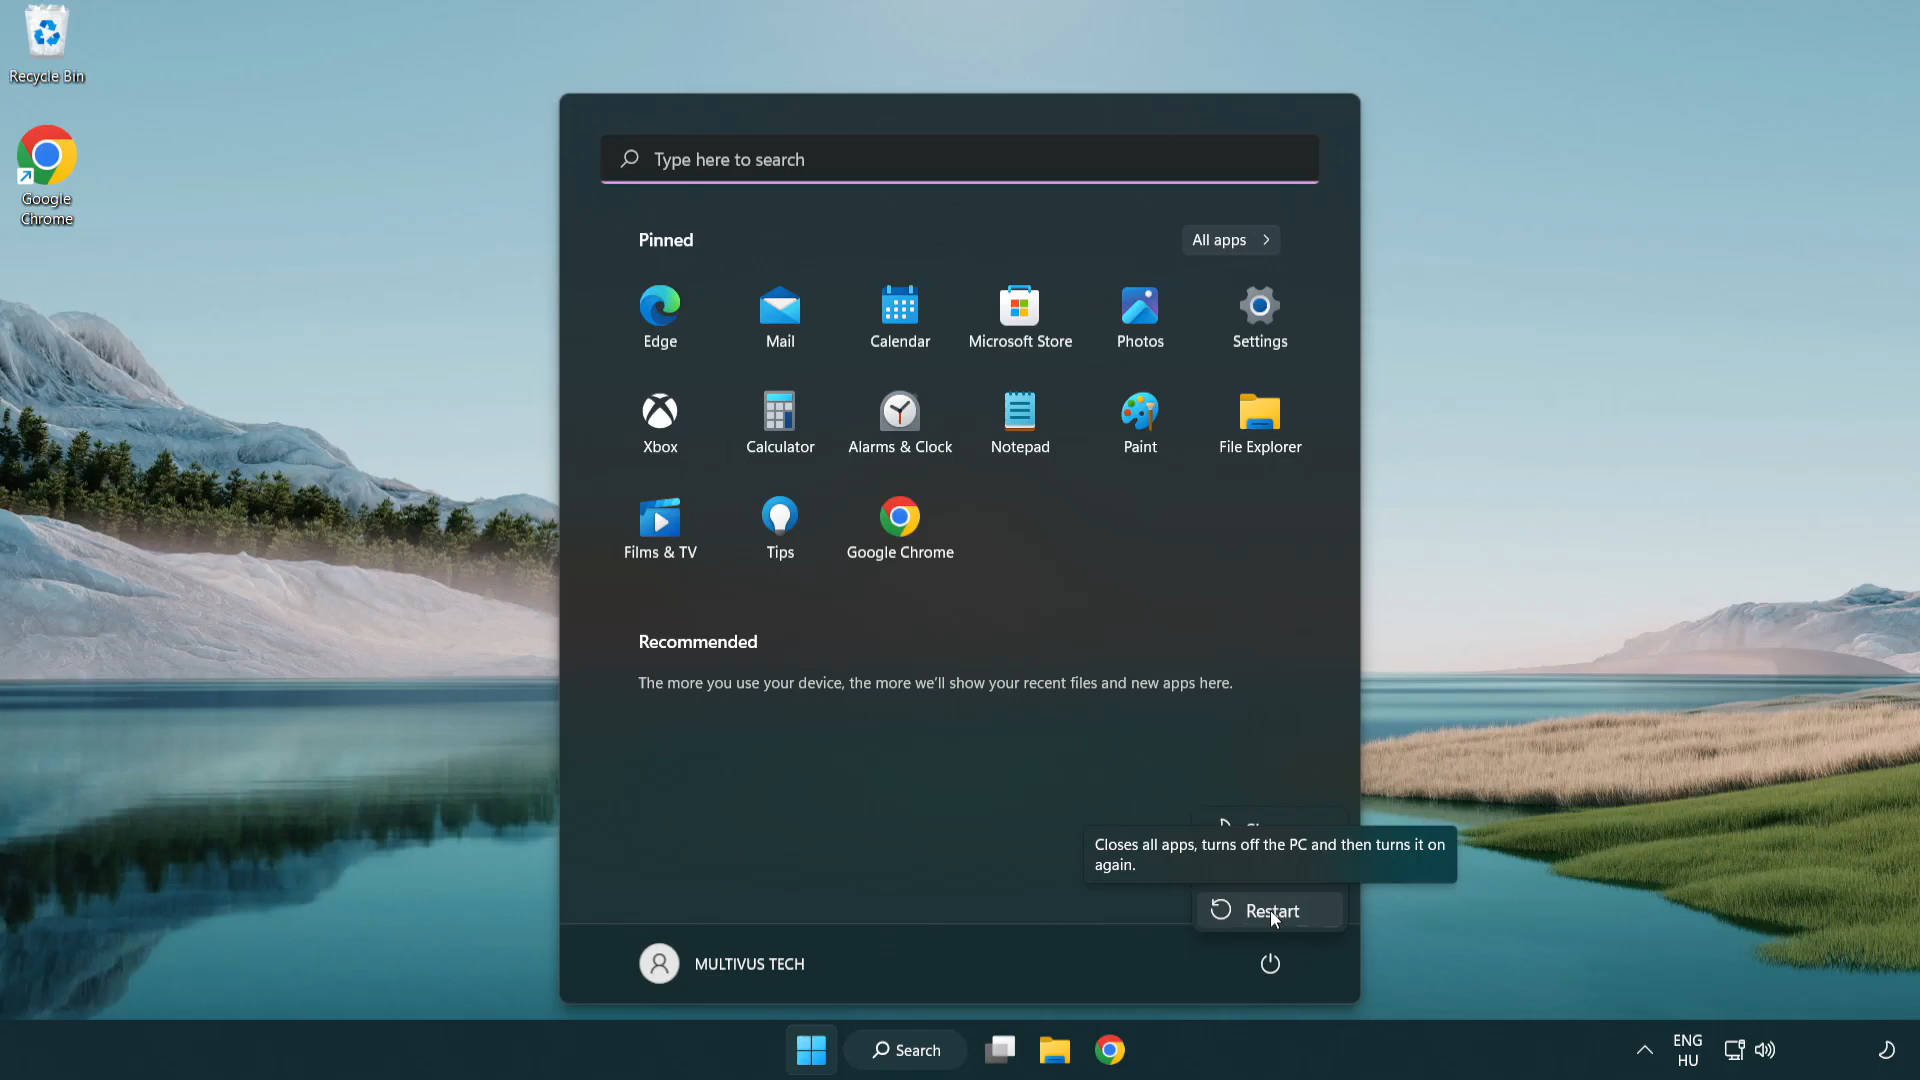 Recycle Bin
Google
Chrome
Type here to search
Pinned
All apps
Edge
Mail
Calendar
Microsoft Store
Photos
Settings
Xbox
Calculator
Alarms & Clock
Notepad
Paint
File Explorer
Films & TV
Tips
Google Chrome
Recommended
The more you use your device, the more we'll show your recent files and new apps here.
Closes all apps, turns off the PC and then turns it on
again.
Restart
MULTIVUS TECH
Search
ENG
HU